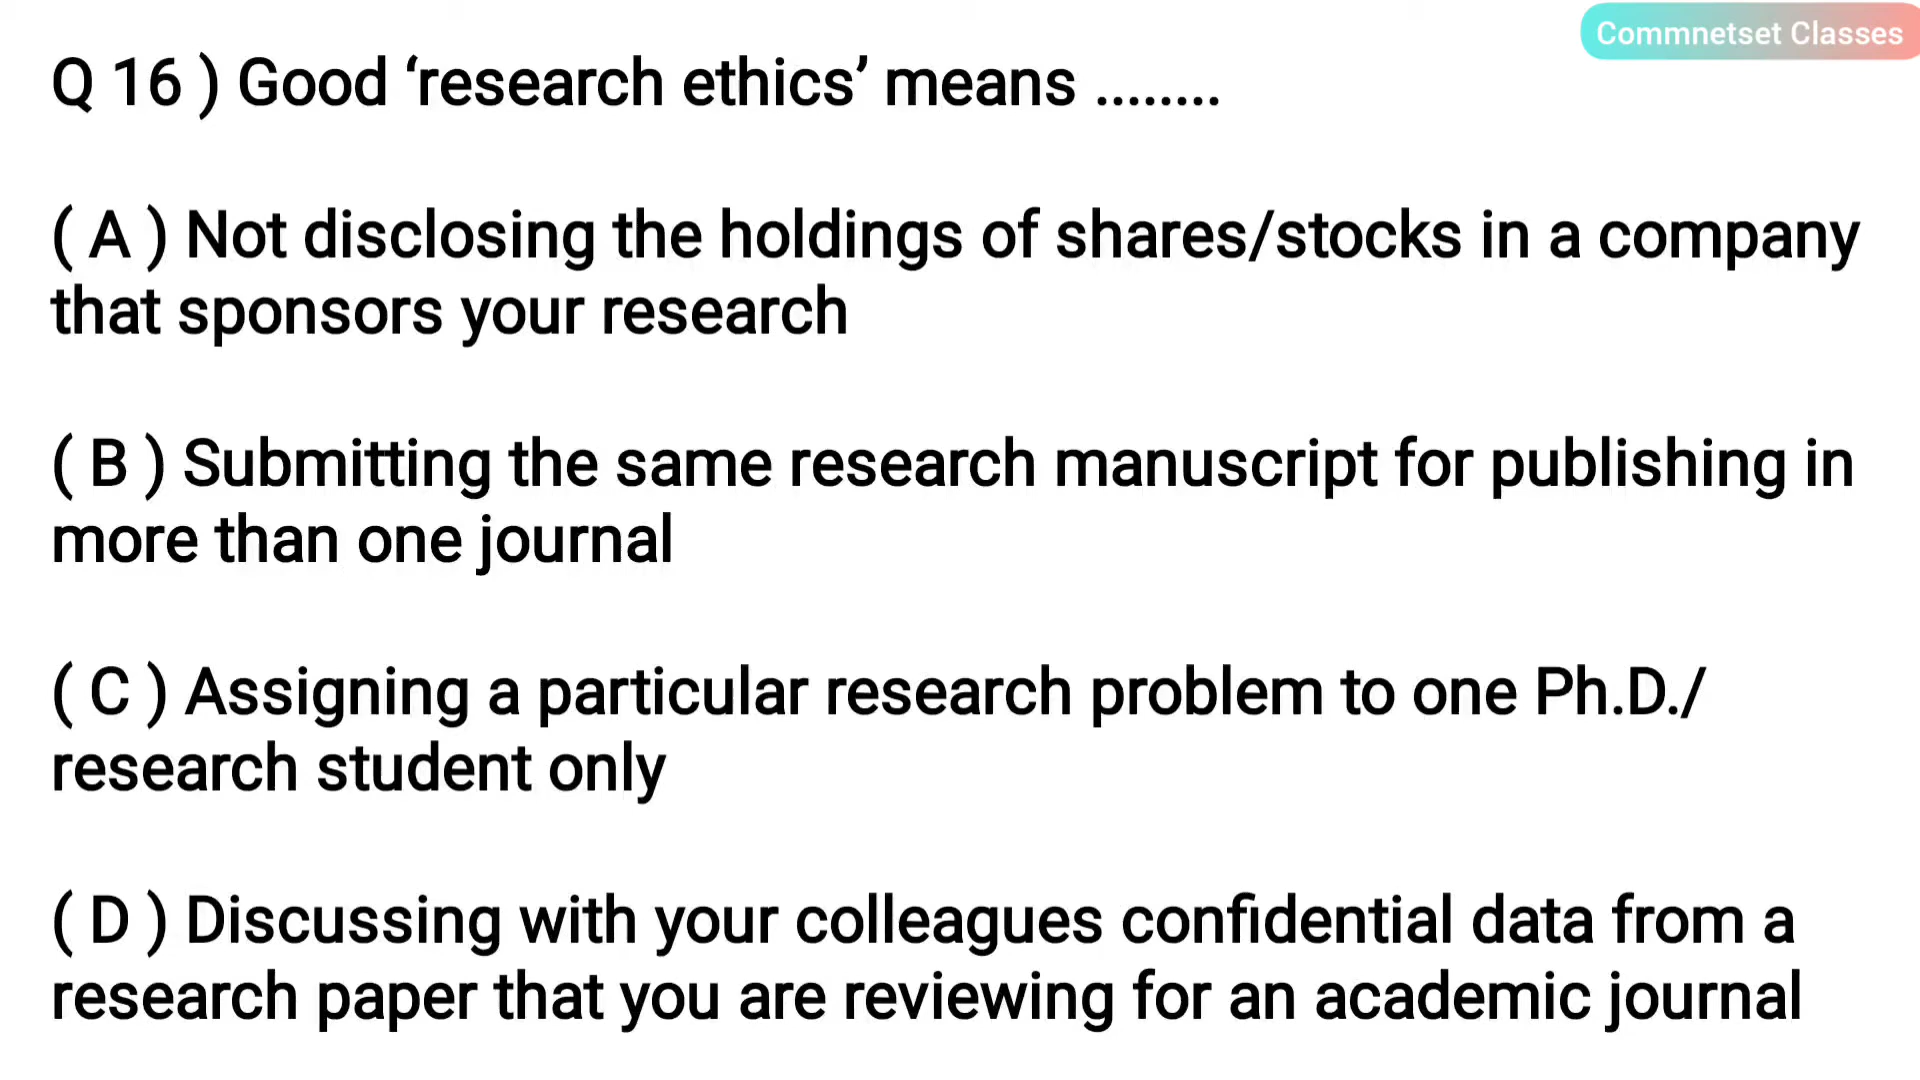 Commnetset Classes
Q 16 ) Good ‘research ethics’ means ........
( A ) Not disclosing the holdings of shares/stocks in a company
that sponsors your research
( B ) Submitting the same research manuscript for publishing in
more than one journal
( C ) Assigning a particular research problem to one Ph.D./
research student only
( D ) Discussing with your colleagues confidential data from a
research paper that you are reviewing for an academic journal